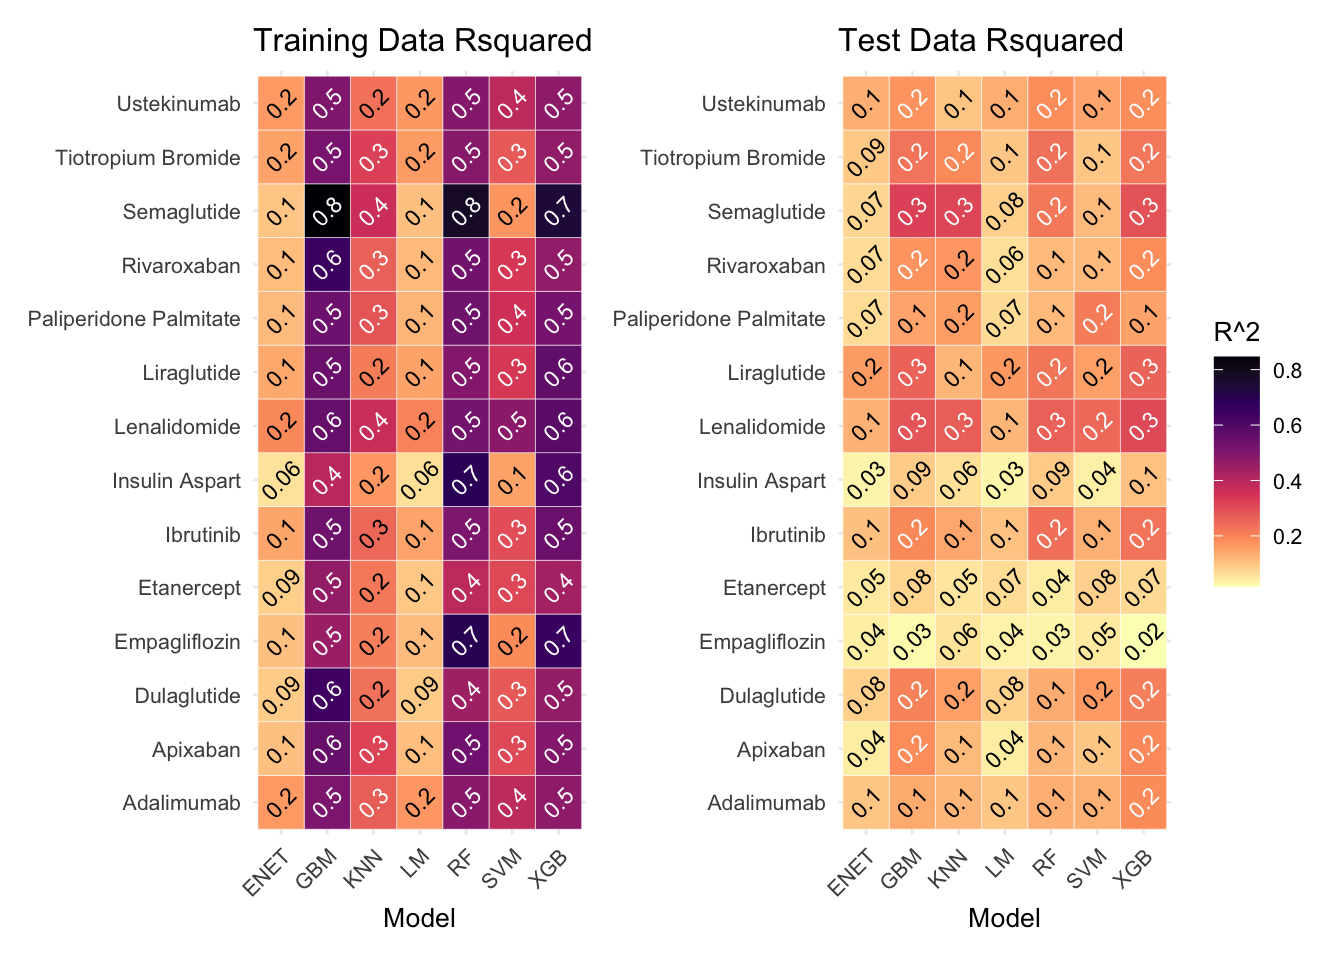 Training Data Rsquared
Ustekinumab 0.2 0.5 0.2 0.2 0.5 0.4 0.5
Tiotropium Bromide 0.2 0.5 0.3 0.2 0.5 0.3 0.5
Semaglutide 0.1 0.8 0.4 0.1 0.8 0.2 0.7
Rivaroxaban 0.1 0.6 0.3 0.1 0.5 0.3 0.5
Paliperidone Palmitate 0.1 0.5 0.3 0.1 0.5 0.4 0.5
Liraglutide 0.1 0.5 0.2 0.1 0.5 0.3 0.6
Lenalidomide 0.2 0.6 0.4 0.2 0.5 0.5 0.6
Insulin Aspart 0.06 0.4 0.2 0.06 0.7 0.1 0.6
Ibrutinib 0.1 0.5 0.3 0.1 0.5 0.3 0.5
Etanercept 0.09 0.5 0.2 0.1 0.4 0.3 0.4
Empagliflozin 0.1 0.5 0.2 0.1 0.7 0.2 0.7
Dulaglutide 0.09 0.6 0.2 0.09 0.4 0.3 0.5
Apixaban 0.1 0.6 0.3 0.1 0.5 0.3 0.5
Adalimumab 0.2 0.5 0.3 0.2 0.5 0.4 0.5
ENET GBM KNN LM RF SVM XGB
Model
Test Data Rsquared
Ustekinumab 0.1 0.2 0.1 0.1 0.2 0.1 0.2
Tiotropium Bromide 0.09 0.2 0.2 0.1 0.2 0.1 0.2
Semaglutide 0.07 0.3 0.3 0.08 0.2 0.1 0.3
Rivaroxaban 0.07 0.2 0.2 0.06 0.1 0.1 0.2
Paliperidone Palmitate 0.07 0.1 0.2 0.07 0.1 0.2 0.1
Liraglutide 0.2 0.3 0.1 0.2 0.2 0.2 0.3
Lenalidomide 0.1 0.3 0.3 0.1 0.3 0.2 0.3
Insulin Aspart 0.03 0.09 0.06 0.03 0.09 0.04 0.1
Ibrutinib 0.1 0.2 0.1 0.1 0.2 0.1 0.2
Etanercept 0.05 0.08 0.05 0.07 0.04 0.08 0.07
Empagliflozin 0.04 0.03 0.06 0.04 0.03 0.05 0.02
Dulaglutide 0.08 0.2 0.2 0.08 0.1 0.2 0.2
Apixaban 0.04 0.2 0.1 0.04 0.1 0.1 0.2
Adalimumab 0.1 0.1 0.1 0.1 0.1 0.1 0.2
ENET GBM KNN LM RF SVM XGB
Model
R^2
0.8
0.6
0.4
0.2